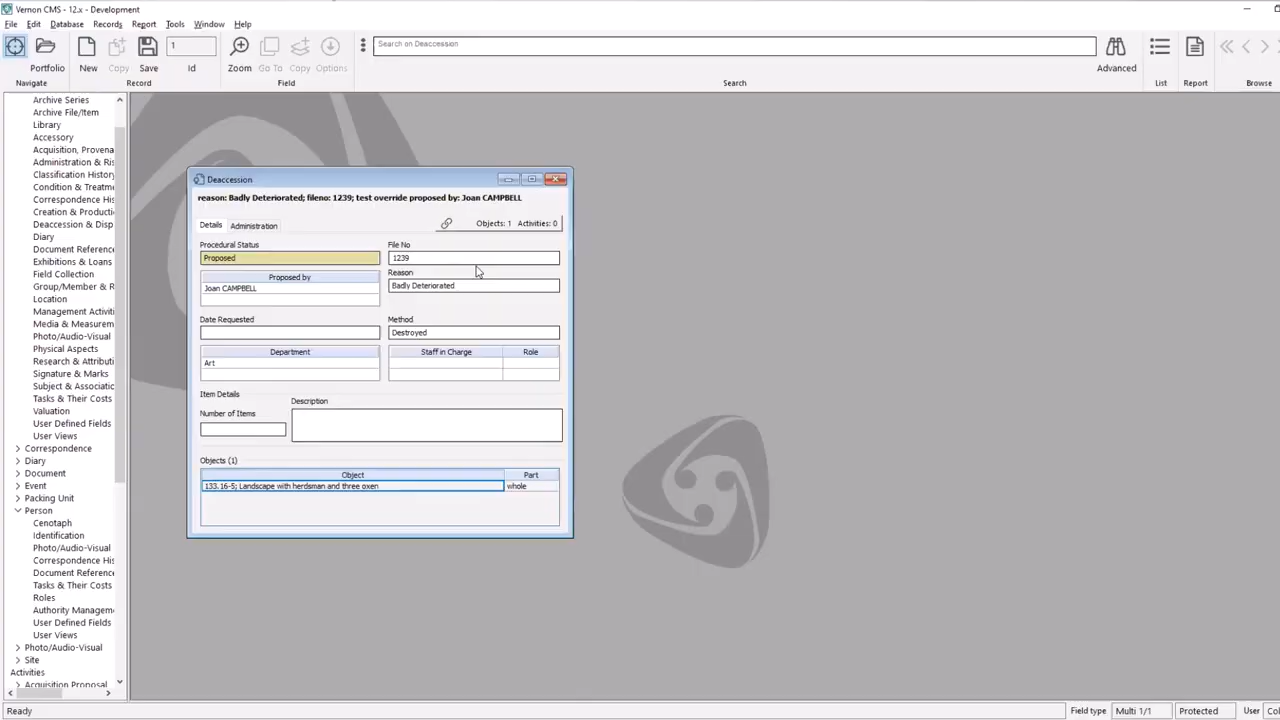 Vernon CMS - 12.x - Development
File Edit Database Records Report Tools Window Help
1
Search on Deaccession
Portfolio New Copy Save Id Zoom Go To Copy Options Advanced List Report
Navigate Record Field Search Browse
Archive Series
Archive File/Item
Library
Accessory
Acquisition, Provena
Administration & Ris
Classification History
Condition & Treatme
Correspondence His
Creation & Producti
Deaccession & Disp
Diary
Document Reference
Exhibitions & Loans
Field Collection
Group/Member & R
Location
Management Activiti
Media & Measurem
Photo/Audio-Visual
Physical Aspects
Research & Attributi
Signature & Marks
Subject & Associatic
Tasks & Their Costs
Valuation
User Defined Fields
User Views
Correspondence
Diary
Document
Event
Packing Unit
Person
Cenotaph
Identification
Photo/Audio-Visual
Correspondence His
Document Reference
Tasks & Their Costs
Roles
Authority Managem
User Defined Fields
User Views
Photo/Audio-Visual
Site
Activities
Acquisition Proposal
Deaccession
reason: Badly Deteriorated; fileno: 1239; test override proposed by: Joan CAMPBELL
Details Administration Objects: 1 Activities: 0
Procedural Status File No
Proposed 1239
Proposed by Reason
Joan CAMPBELL Badly Deteriorated
Date Requested Method
Destroyed
Department Staff in Charge Role
Art
Item Details
Description
Number of Items
Objects (1)
Object Part
133.16-5; Landscape with herdsman and three oxen whole
Ready Field type Multi 1/1 Protected User Col